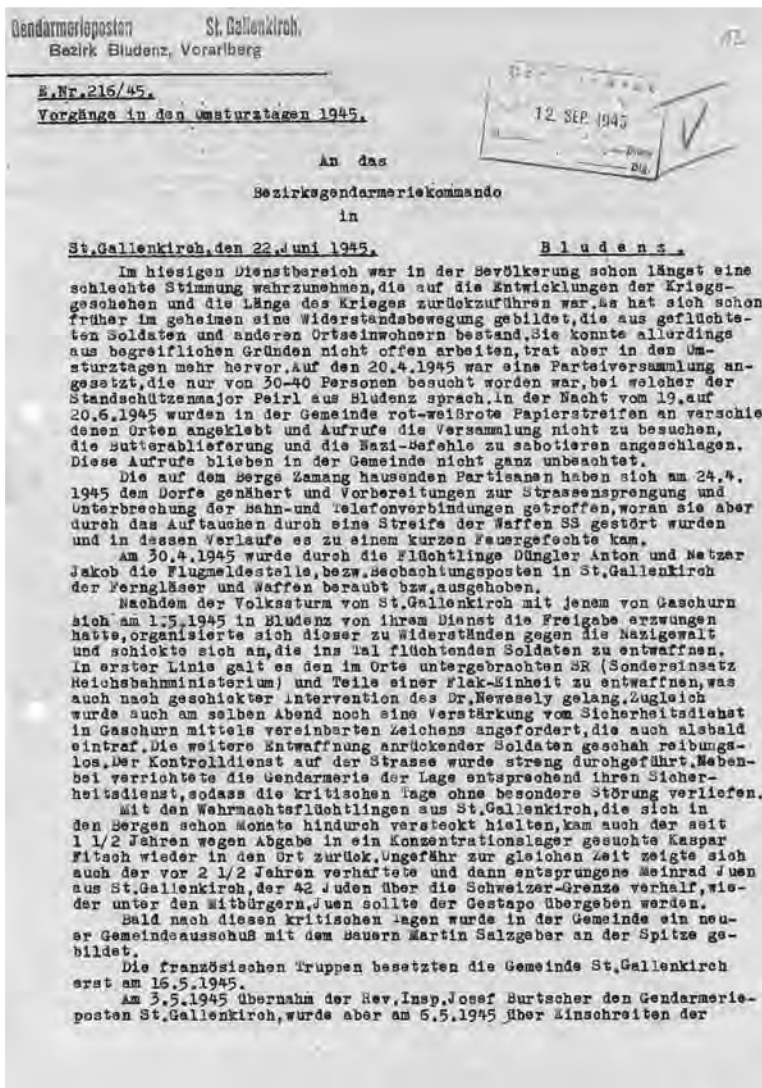 Gendarmerieposten St. Gallenkirch.
Bezirk Bludenz, Vorarlberg
12
E.Nr.216/45.
Vorgänge in den Umsturztagen 1945.
12. SEP. 1945
An das
Bezirksgendarmeriekommando
in
St.Gallenkirch,den 22.Juni 1945. Bludenz.
Im hiesigen Dienstbereich war in der Bevölkerung schon längst eine
schlechte Stimmung wahrzunehmen,die auf die Entwicklungen der Kriegs-
geschehen und die Länge des Krieges zurückzuführen war.Es hat sich schon
früher im geheimen eine Widerstandsbewegung gebildet,die aus geflüchte-
ten Soldaten und anderen Ortseinwohnern bestand.Sie konnte allerdings
aus begreiflichen Gründen nicht offen arbeiten,trat aber in den Um-
sturztagen mehr hervor.Auf den 20.4.1945 war eine Parteiversammlung an-
gesetzt,die nur von 30-40 Personen besucht worden war,bei welcher der
Standschützenmajor Peirl aus Bludenz sprach.In der Nacht vom 19.auf
20.6.1945 wurden in der Gemeinde rot-weißrote Papierstreifen an verschie
denen Orten angeklebt und Aufrufe die Versammlung nicht zu besuchen,
die Butterablieferung und die Nazi-Befehle zu sabotieren angeschlagen.
Diese Aufrufe blieben in der Gemeinde nicht ganz unbeachtet.
Die auf dem Berge Zamang hausenden Partisanen haben sich am 24.4.
1945 dem Dorfe genähert und Vorbereitungen zur Strassensprengung und
Unterbrechung der Bahn-und Telefonverbindungen getroffen,woran sie aber
durch das Auftauchen durch eine Streife der Waffen SS gestört wurden
und in dessen Verlaufe es zu einem kurzen Feuergefechte kam.
Am 30.4.1945 wurde durch die Flüchtlinge Düngler Anton und Netzer
Jakob die Flugmeldestelle,bezw.Beobachtungsposten in St.Gallenkirch
der Ferngläser und Waffen beraubt bzw.ausgehoben.
Nachdem der Volkssturm von St.Gallenkirch mit jenem von Gaschurn
sich am 1.5.1945 in Bludenz von ihrem Dienst die Freigabe erzwungen
hatte,organisierte sich dieser zu Widerständen gegen die Nazigewalt
und schickte sich an,die ins Tal flüchtenden Soldaten zu entwaffnen.
In erster Linie galt es den im Orte untergebrachten SR (Sondereinsatz
Reichsbahnministerium) und Teile einer Flak-Einheit zu entwaffnen,was
auch nach geschickter Intervention des Dr.Newesely gelang.Zugleich
wurde auch am selben Abend noch eine Verstärkung vom Sicherheitsdiehst
in Gaschurn mittels vereinbarten Zeichens angefordert,die auch alsbald
eintraf.Die weitere Entwaffnung anrückender Soldaten geschah reibungs-
los.Der Kontrolldienst auf der Strasse wurde streng durchgeführt.Neben-
bei verrichtete die Gendarmerie der Lage entsprechend ihren Sicher-
heitsdienst,sodass die kritischen Tage ohne besondere Störung verliefen.
Mit den Wehrmachtsflüchtlingen aus St.Gallenkirch,die sich in
den Bergen schon Monate hindurch versteckt hielten,kam auch der seit
1 1/2 Jahren wegen Abgabe in ein Konzentrationslager gesuchte Kaspar
Fitsch wieder in den Ort zurück.Ungefähr zur gleichen Zeit zeigte sich
auch der vor 2 1/2 Jahren verhaftete und dann entsprungene Meinrad Juen
aus St.Gallenkirch,der 42 Juden über die Schweizer-Grenze verhalf,wie-
der unter den Mitbürgern.Juen sollte der Gestapo übergeben werden.
Bald nach diesen kritischen Tagen wurde in der Gemeinde ein neu-
er Gemeindeausschuß mit dem Bauern Martin Salzgeber an der Spitze ge-
bildet.
Die französischen Truppen besetzten die Gemeinde St.Gallenkirch
erst am 16.5.1945.
Am 3.5.1945 übernahm der Rev.Insp.Josef Burtscher den Gendarmerie-
posten St.Gallenkirch,wurde aber am 6.5.1945 über Einschreiten der